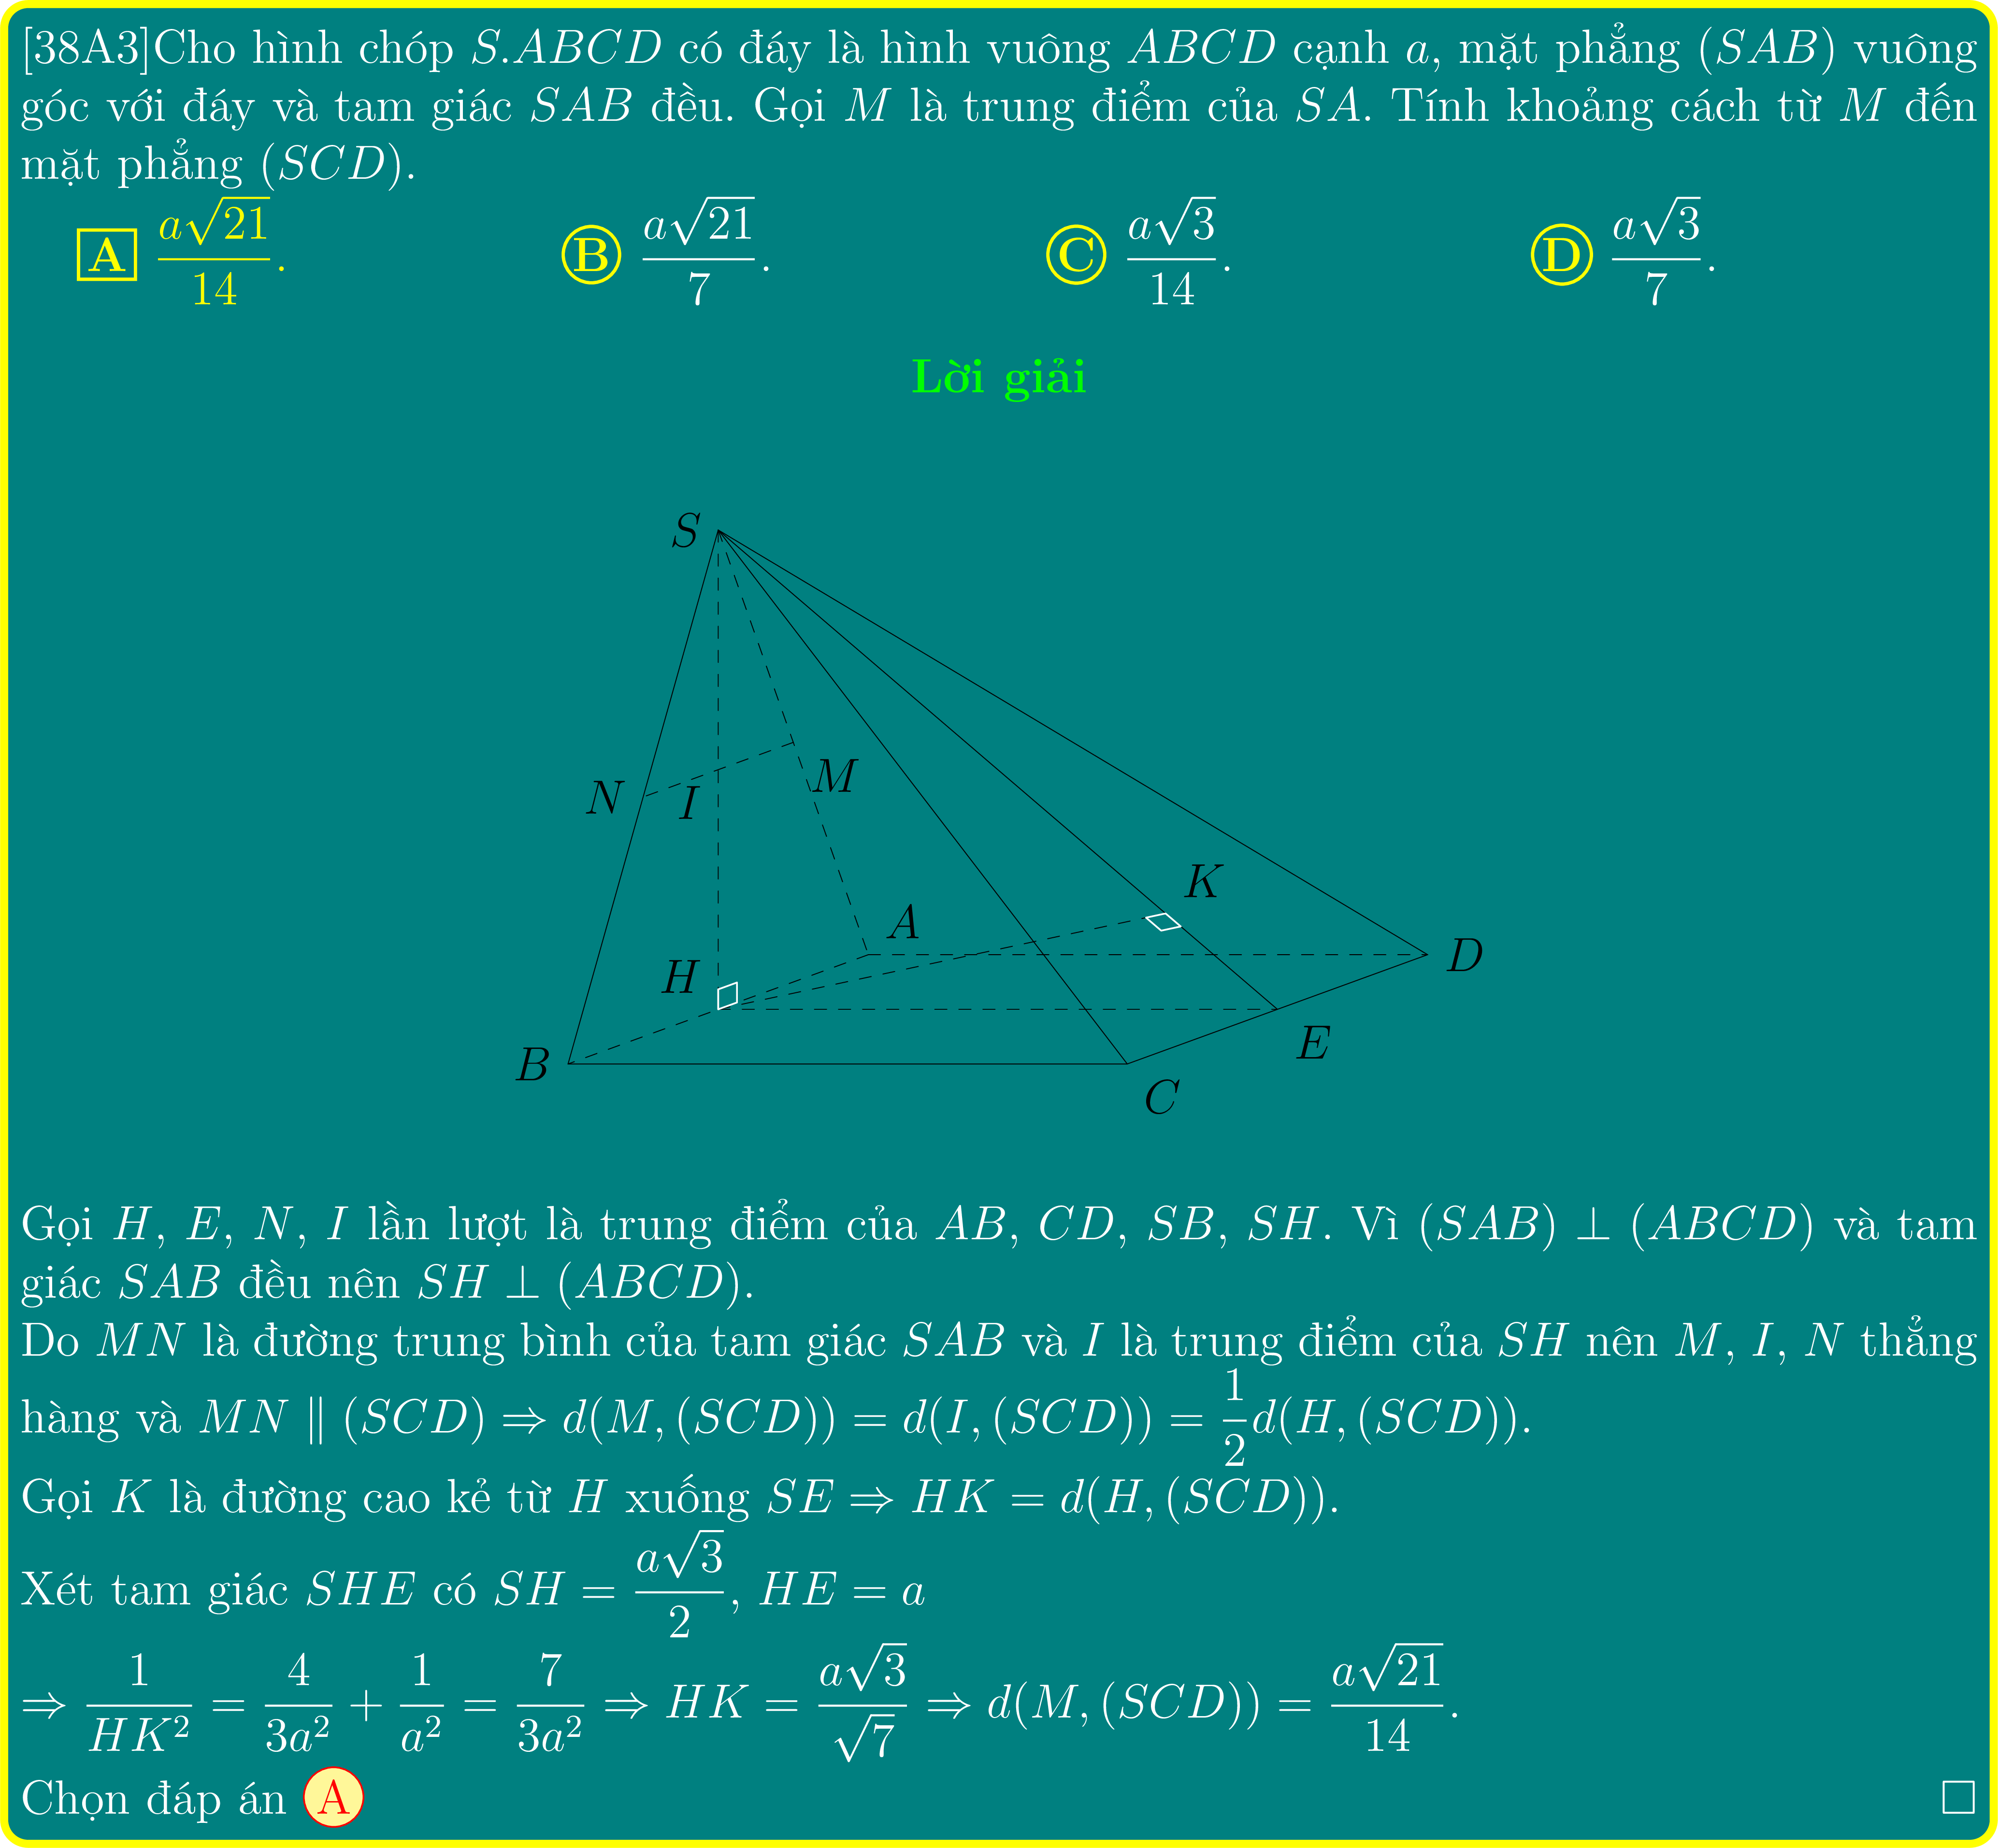 [38A3]Cho hình chóp S.ABCD có đáy là hình vuông ABCD cạnh a, mặt phẳng (SAB) vuông
góc với đáy và tam giác SAB đều. Gọi M là trung điểm của SA. Tính khoảng cách từ M đến
mặt phẳng (SCD).
A $\frac{a\sqrt{21}}{14}$. B $\frac{a\sqrt{21}}{7}$. C $\frac{a\sqrt{3}}{14}$. D $\frac{a\sqrt{3}}{7}$.
Lời giải
S
N
I
M
K
A
H
D
E
B
C
Gọi H, E, N, I lần lượt là trung điểm của AB, CD, SB, SH. Vì (SAB) ⊥ (ABCD) và tam
giác SAB đều nên SH ⊥ (ABCD).
Do MN là đường trung bình của tam giác SAB và I là trung điểm của SH nên M, I, N thẳng
hàng và MN ∥ (SCD) ⇒ d(M, (SCD)) = d(I, (SCD)) = $\frac{1}{2}$d(H, (SCD)).
Gọi K là đường cao kẻ từ H xuống SE ⇒ HK = d(H, (SCD)).
Xét tam giác SHE có SH = $\frac{a\sqrt{3}}{2}$, HE = a
⇒ $\frac{1}{HK^2}$ = $\frac{4}{3a^2}$ + $\frac{1}{a^2}$ = $\frac{7}{3a^2}$ ⇒ HK = $\frac{a\sqrt{3}}{\sqrt{7}}$ ⇒ d(M, (SCD)) = $\frac{a\sqrt{21}}{14}$.
Chọn đáp án A □